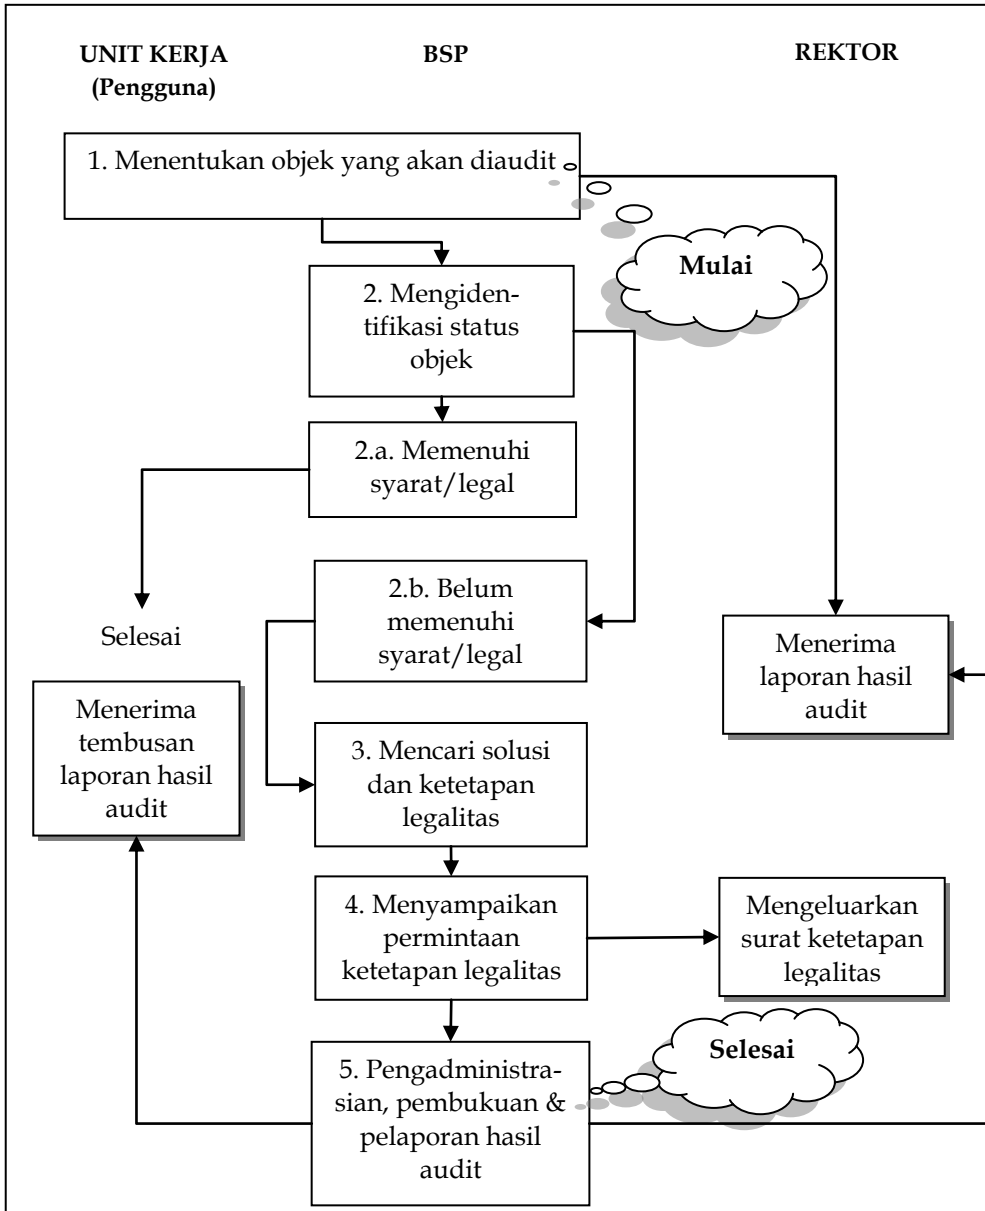 UNIT KERJA
(Pengguna)
BSP
REKTOR
1. Menentukan objek yang akan diaudit
Mulai
2. Mengiden-
tifikasi status
objek
2.a. Memenuhi
syarat/legal
2.b. Belum
memenuhi
syarat/legal
Selesai
Menerima
laporan hasil
audit
Menerima
tembusan
laporan hasil
audit
3. Mencari solusi
dan ketetapan
legalitas
4. Menyampaikan
permintaan
ketetapan legalitas
Mengeluarkan
surat ketetapan
legalitas
Selesai
5. Pengadministra-
sian, pembukuan &
pelaporan hasil
audit